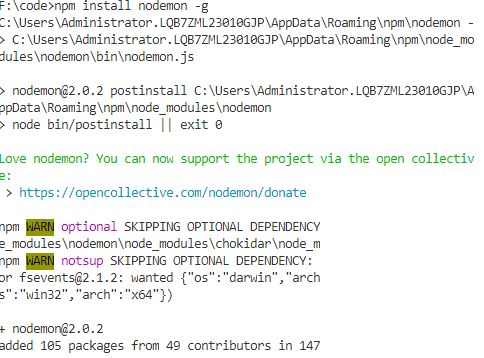 F:\code>npm install nodemon -g
C:\Users\Administrator.LQB7ZML23010GJP\AppData\Roaming\npm\nodemon -
> C:\Users\Administrator.LQB7ZML23010GJP\AppData\Roaming\npm\node_mo
dules\nodemon\bin\nodemon.js
> nodemon@2.0.2 postinstall C:\Users\Administrator.LQB7ZML23010GJP\A
ppData\Roaming\npm\node_modules\nodemon
> node bin/postinstall || exit 0
Love nodemon? You can now support the project via the open collectiv
e:
> https://opencollective.com/nodemon/donate
npm WARN optional SKIPPING OPTIONAL DEPENDENCY
e_modules\nodemon\node_modules\chokidar\node_m
npm WARN notsup SKIPPING OPTIONAL DEPENDENCY:
or fsevents@2.1.2: wanted {"os":"darwin","arch
s":"win32","arch":"x64"})
+ nodemon@2.0.2
added 105 packages from 49 contributors in 147